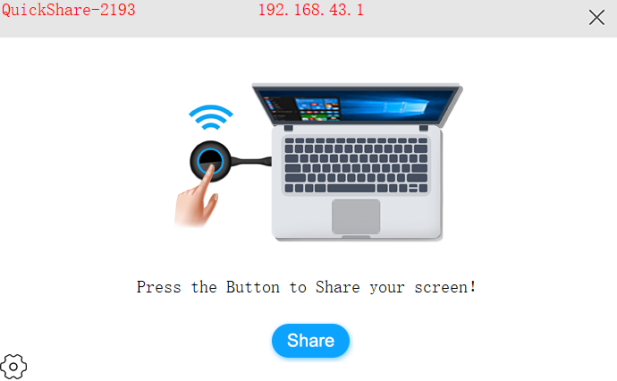 QuickShare-2193 192.168.43.1
Press the Button to Share your screen!
Share